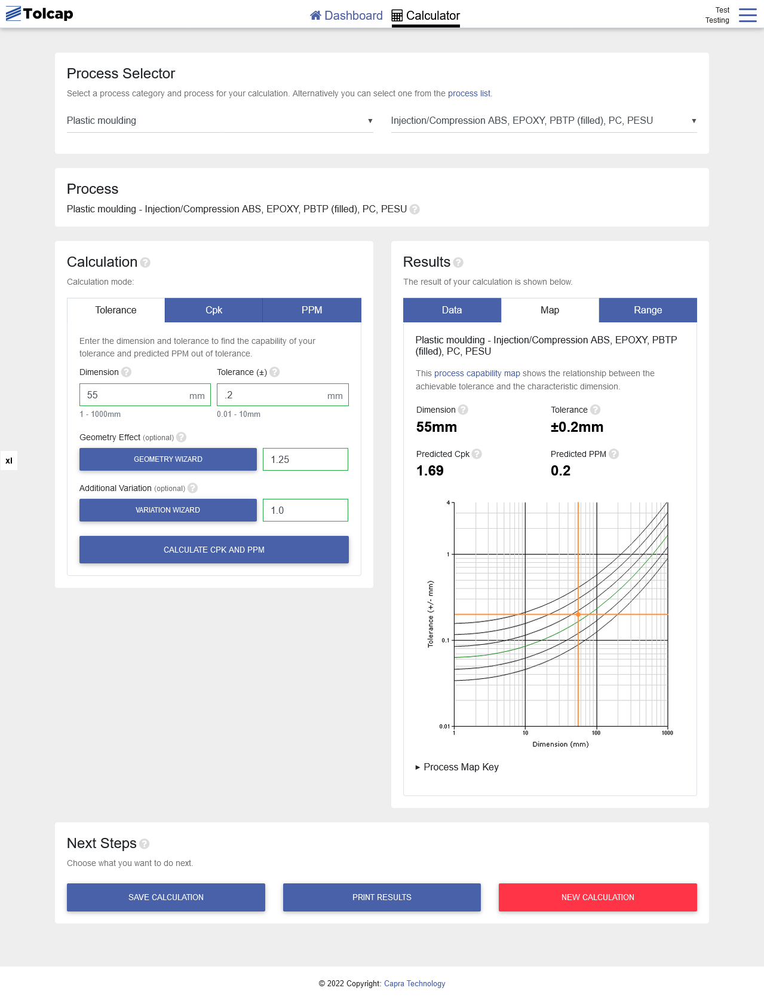 Tolcap
Dashboard
Calculator
Test
Testing
Process Selector
Select a process category and process for your calculation. Alternatively you can select one from the process list.
Plastic moulding ▼
Injection/Compression ABS, EPOXY, PBTP (filled), PC, PESU ▼
Process
Plastic moulding - Injection/Compression ABS, EPOXY, PBTP (filled), PC, PESU ?
Calculation ?
Calculation mode:
Tolerance
Cpk
PPM
Enter the dimension and tolerance to find the capability of your
tolerance and predicted PPM out of tolerance.
Dimension ?
Tolerance (±) ?
55 mm
.2 mm
1 - 1000mm
0.01 - 10mm
Geometry Effect (optional) ?
GEOMETRY WIZARD
1.25
Additional Variation (optional) ?
VARIATION WIZARD
1.0
CALCULATE CPK AND PPM
xl
Results ?
The result of your calculation is shown below.
Data
Map
Range
Plastic moulding - Injection/Compression ABS, EPOXY, PBTP
(filled), PC, PESU
This process capability map shows the relationship between the
achievable tolerance and the characteristic dimension.
Dimension ?
Tolerance ?
55mm
±0.2mm
Predicted Cpk ?
Predicted PPM ?
1.69
0.2
4
1
0.1
0.01
Tolerance (+/- mm)
1
10
100
1000
Dimension (mm)
► Process Map Key
Next Steps ?
Choose what you want to do next.
SAVE CALCULATION
PRINT RESULTS
NEW CALCULATION
© 2022 Copyright: Capra Technology